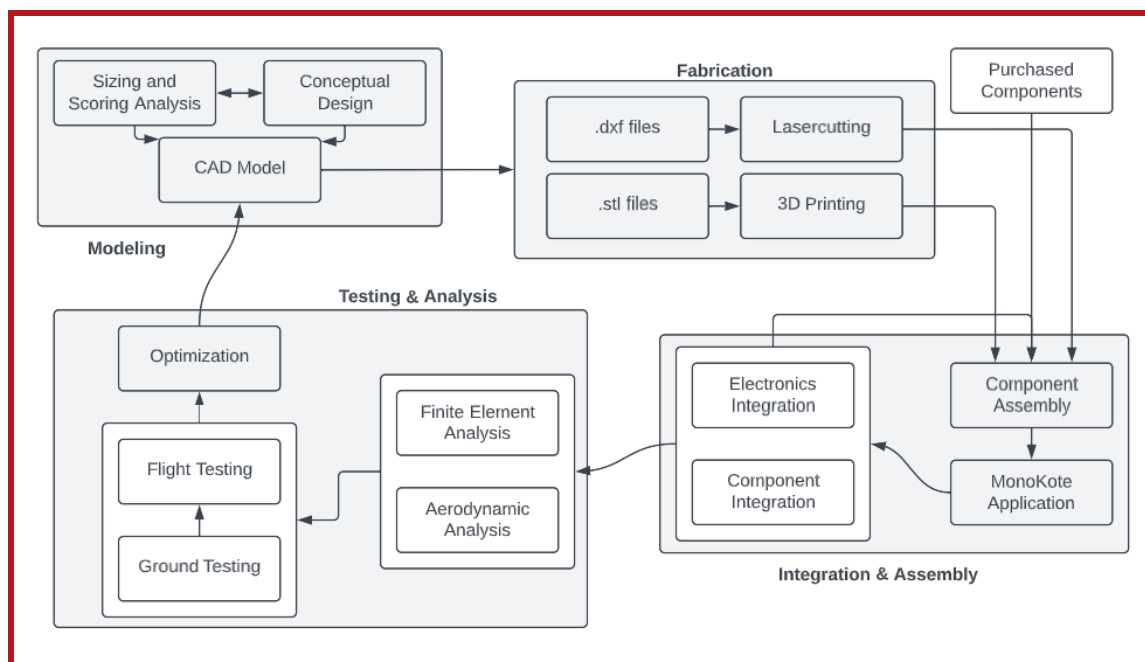 Sizing and
Scoring Analysis
Conceptual
Design
CAD Model
Modeling
Fabrication
.dxf files
Lasercutting
.stl files
3D Printing
Purchased
Components
Testing & Analysis
Optimization
Finite Element
Analysis
Flight Testing
Aerodynamic
Analysis
Ground Testing
Electronics
Integration
Component
Assembly
Component
Integration
MonoKote
Application
Integration & Assembly